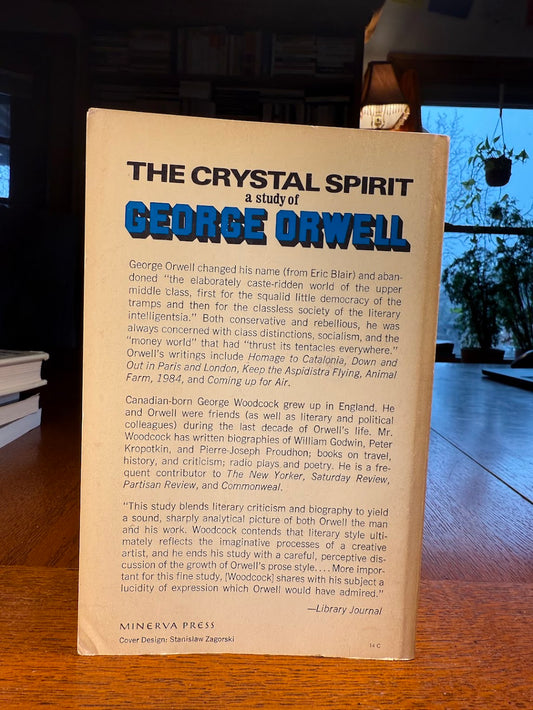 THE CRYSTAL SPIRIT
a study of
GEORGE ORWELL
George Orwell changed his name (from Eric Blair) and aban-
doned “the elaborately caste-ridden world of the upper
middle class, first for the squalid little democracy of the
tramps and then for the classless society of the literary
intelligentsia.” Both conservative and rebellious, he was
always concerned with class distinctions, socialism, and the
“money world” that had “thrust its tentacles everywhere.”
Orwell's writings include Homage to Catalonia, Down and
Out in Paris and London, Keep the Aspidistra Flying, Animal
Farm, 1984, and Coming up for Air.
Canadian-born George Woodcock grew up in England. He
and Orwell were friends (as well as literary and political
colleagues) during the last decade of Orwell's life. Mr.
Woodcock has written biographies of William Godwin, Peter
Kropotkin, and Pierre-Joseph Proudhon; books on travel,
history, and criticism; radio plays and poetry. He is a fre-
quent contributor to The New Yorker, Saturday Review,
Partisan Review, and Commonweal.
“This study blends literary criticism and biography to yield
a sound, sharply analytical picture of both Orwell the man
and his work. Woodcock contends that literary style ulti-
mately reflects the imaginative processes of a creative
artist, and he ends his study with a careful, perceptive dis-
cussion of the growth of Orwell's prose style. . . . More impor-
tant for this fine study, [Woodcock] shares with his subject a
lucidity of expression which Orwell would have admired.”
—Library Journal
MINERVA PRESS
Cover Design: Stanislaw Zagorski
14 C